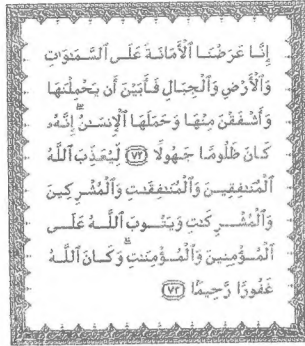 إِنَّا عَرَضْنَا ٱلْأَمَانَةَ عَلَى ٱلسَّمَٰوَٰتِ
وَٱلْأَرْضِ وَٱلْجِبَالِ فَأَبَيْنَ أَن يَحْمِلْنَهَا
وَأَشْفَقْنَ مِنْهَا وَحَمَلَهَا ٱلْإِنسَٰنُ إِنَّهُۥ
كَانَ ظَلُومًا جَهُولًا ﴿٧٢﴾ لِّيُعَذِّبَ ٱللَّهُ
ٱلْمُنَٰفِقِينَ وَٱلْمُنَٰفِقَٰتِ وَٱلْمُشْرِكِينَ
وَٱلْمُشْرِكَٰتِ وَيَتُوبَ ٱللَّهُ عَلَى
ٱلْمُؤْمِنِينَ وَٱلْمُؤْمِنَٰتِ ۗ وَكَانَ ٱللَّهُ
غَفُورًا رَّحِيمًا ﴿٧٣﴾